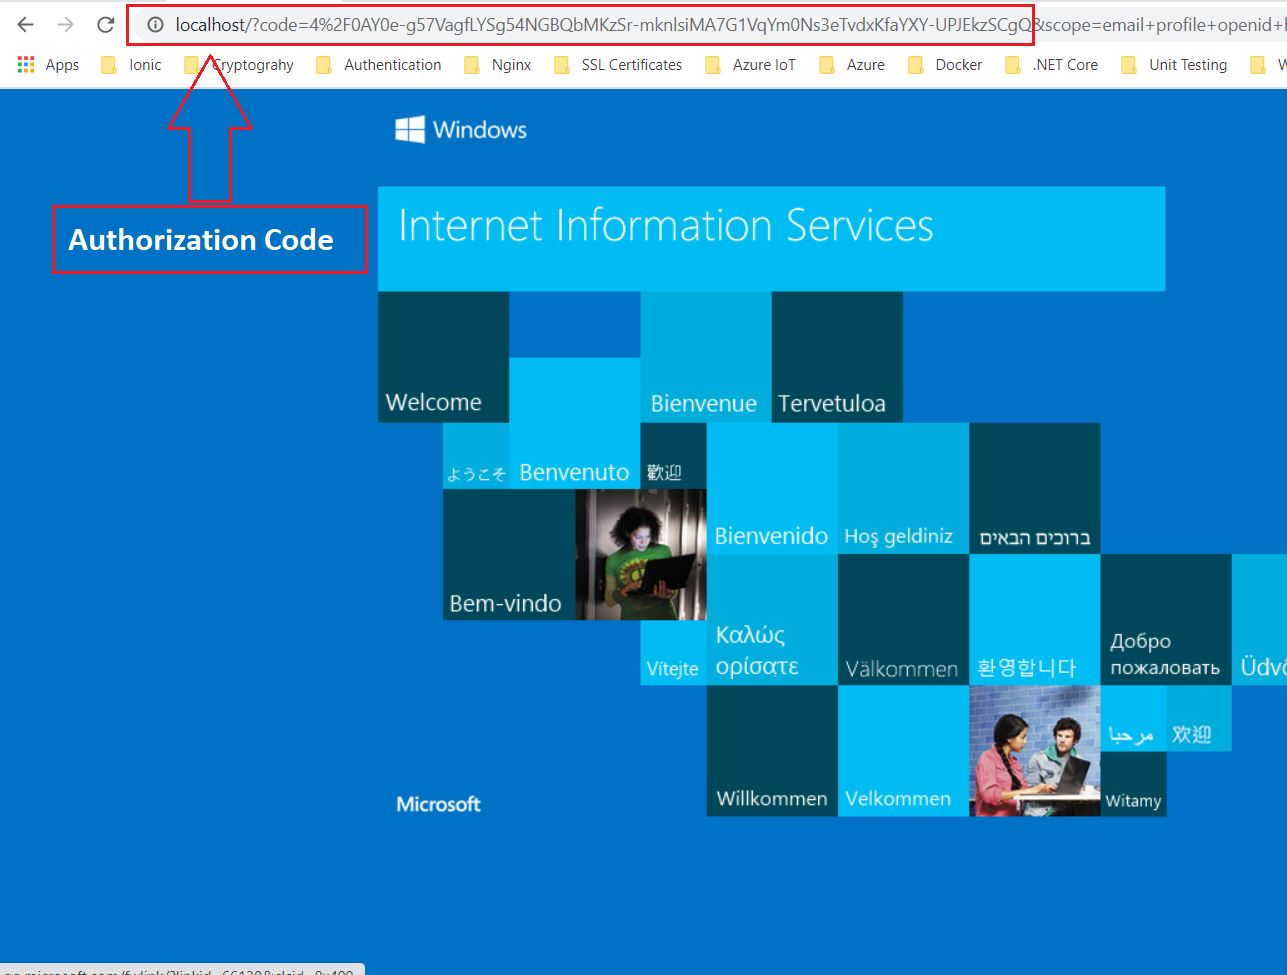 localhost/?code=4%2F0AY0e-g57VagfLYSg54NGBQbMKzSr-mknlsiMA7G1VqYm0Ns3eTvdxKfaYXY-UPJEkzSCgQ&scope=email+profile+openid+
Apps Ionic Cryptograhy Authentication Nginx SSL Certificates Azure IoT Azure Docker .NET Core Unit Testing
Windows
Internet Information Services
Authorization Code
Welcome
Bienvenue
Tervetuloa
ようこそ
Benvenuto
歡迎
Bienvenido
Hoş geldiniz
ברוכים הבאים
Bem-vindo
Vítejte
Καλώς
ορίσατε
Välkommen
환영합니다
Добро
пожаловать
Üdvö
Microsoft
Willkommen
Velkommen
مرحبا
欢迎
Witamy